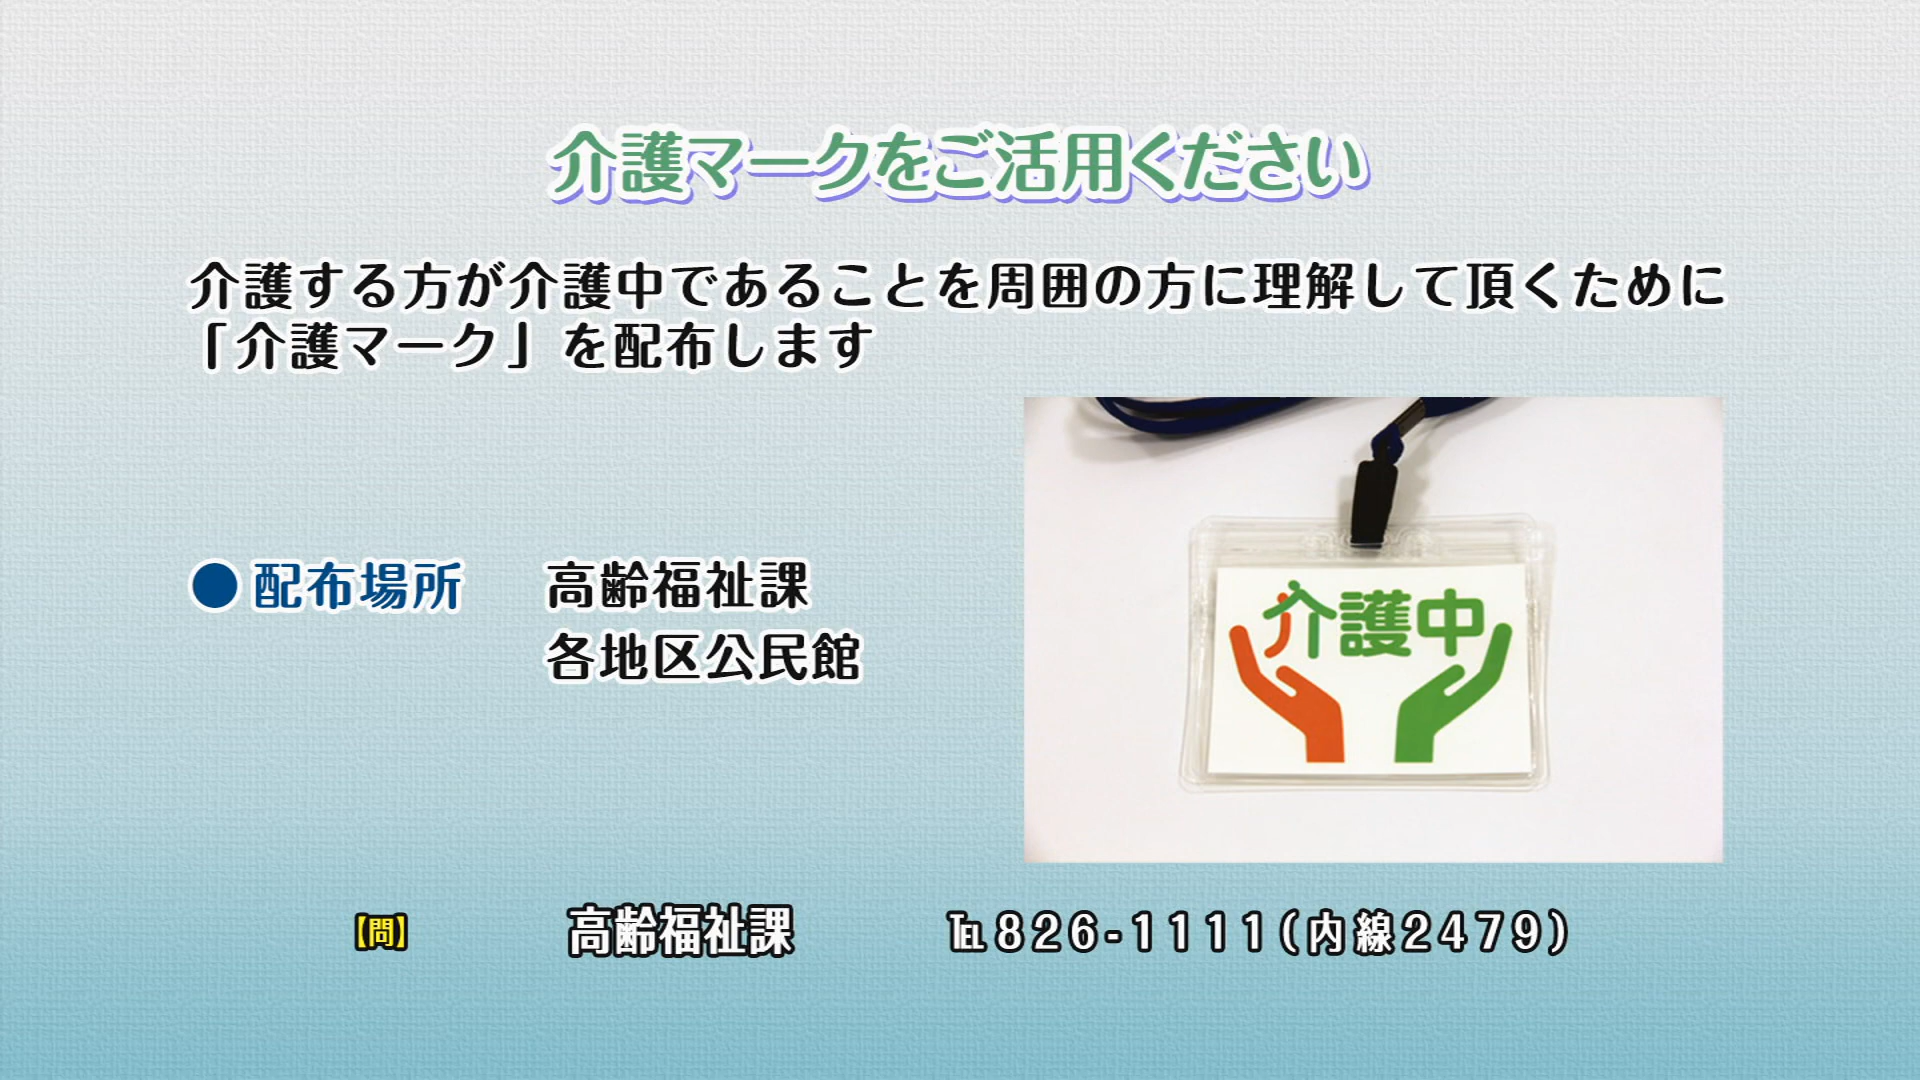 介護マークをご活用ください
介護する方が介護中であることを周囲の方に理解して頂くために
「介護マーク」を配布します
●配布場所　高齢福祉課
各地区公民館
介護中
【問】　高齢福祉課　℡826-1111(内線2479)